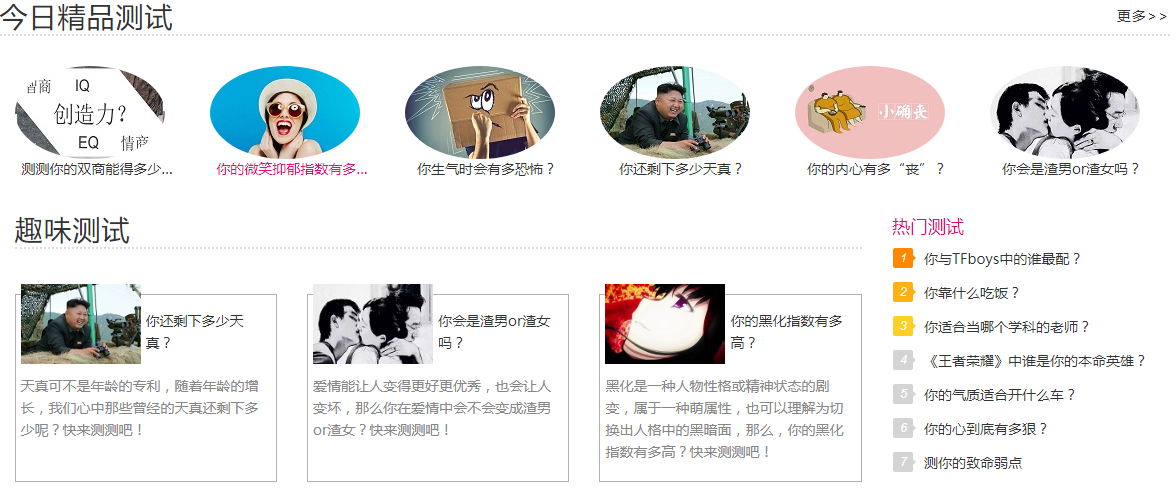 今日精品测试
更多>>
智商 IQ
创造力?
EQ 情商
小确丧
测测你的双商能得多少...
你的微笑抑郁指数有多...
你生气时会有多恐怖？
你还剩下多少天真？
你的内心有多“丧”？
你会是渣男or渣女吗？
趣味测试
你还剩下多少天
真？
天真可不是年龄的专利，随着年龄的增
长，我们心中那些曾经的天真还剩下多
少呢？快来测测吧！
你会是渣男or渣女
吗？
爱情能让人变得更好更优秀，也会让人
变坏，那么你在爱情中会不会变成渣男
or渣女？快来测测吧！
你的黑化指数有多
高？
黑化是一种人物性格或精神状态的剧
变，属于一种萌属性，也可以理解为切
换出人格中的黑暗面，那么，你的黑化
指数有多高？快来测测吧！
热门测试
1 你与TFboys中的谁最配？
2 你靠什么吃饭？
3 你适合当哪个学科的老师？
4 《王者荣耀》中谁是你的本命英雄？
5 你的气质适合开什么车？
6 你的心到底有多狠？
7 测你的致命弱点